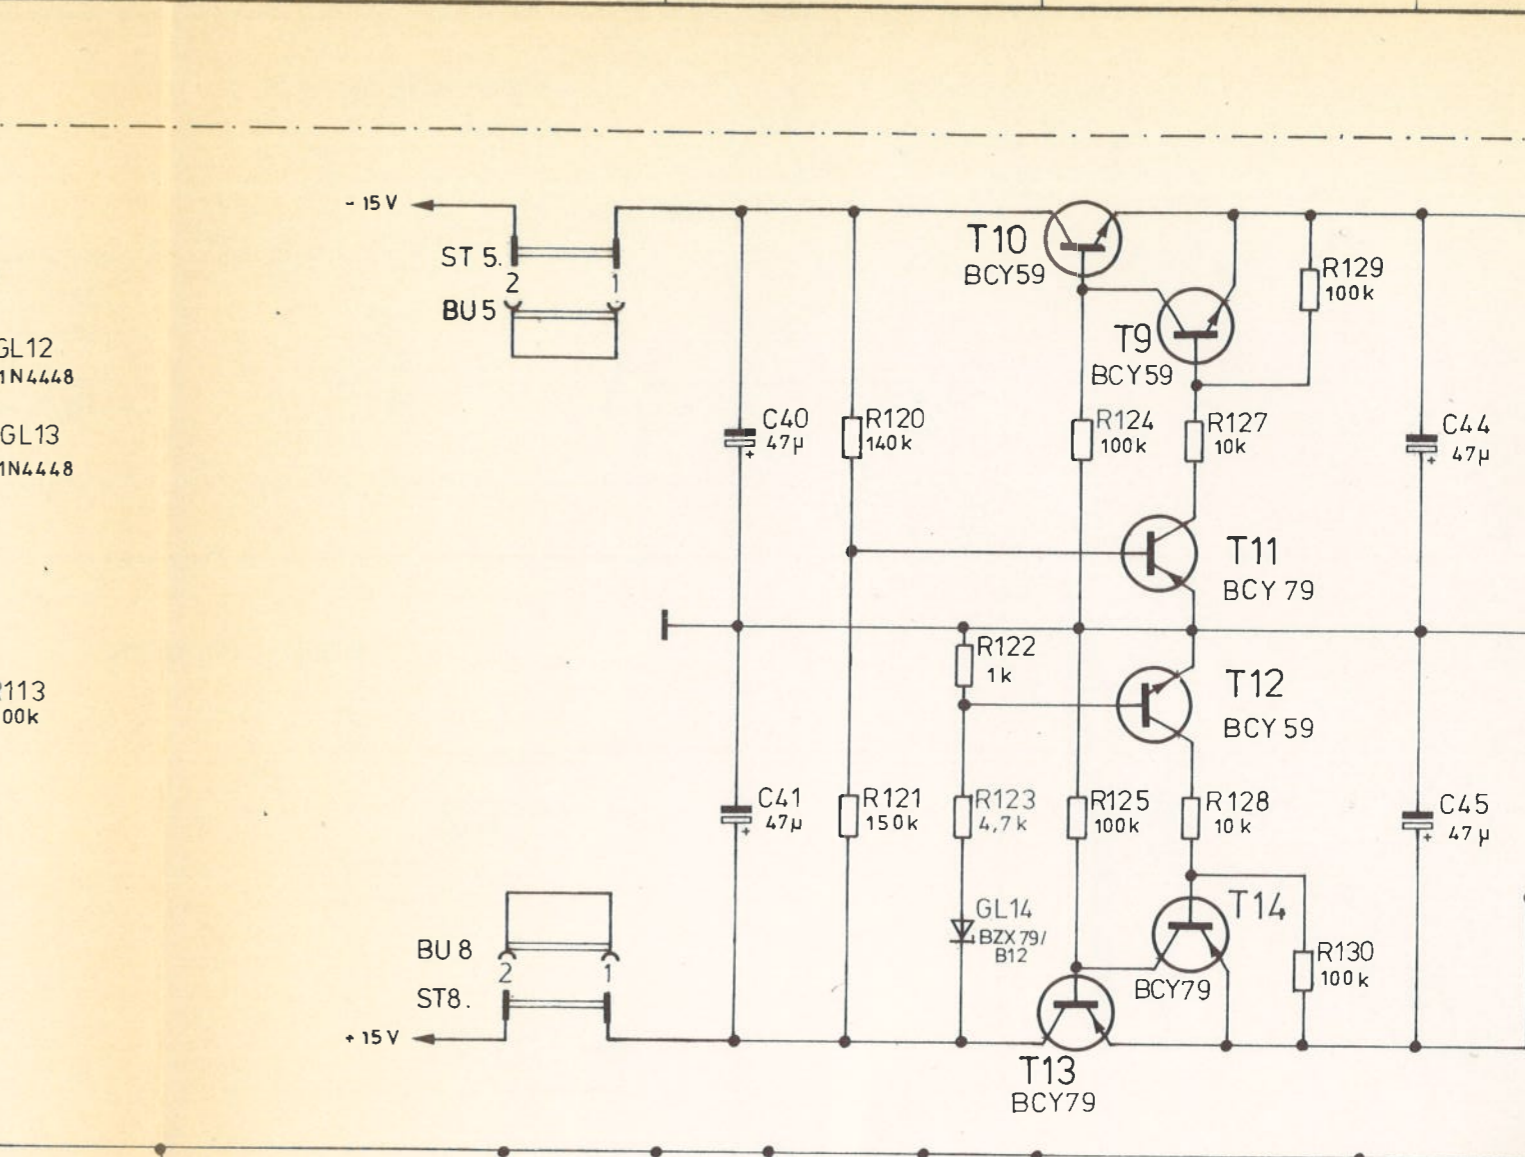 - 15 V
ST 5.
2
1
BU 5
T10
BCY59
T9
BCY59
R129
100k
GL12
1N4448
GL13
1N4448
C40
47µ
+
R120
140k
R124
100k
R127
10k
C44
47µ
+
T11
BCY 79
R122
1k
T12
BCY 59
00k
C41
47µ
+
R121
150k
R123
4,7k
R125
100k
R128
10k
C45
47µ
+
GL14
BZX 79/
B12
T14
BCY79
R130
100k
BU 8
2
1
ST8.
+ 15 V
T13
BCY79